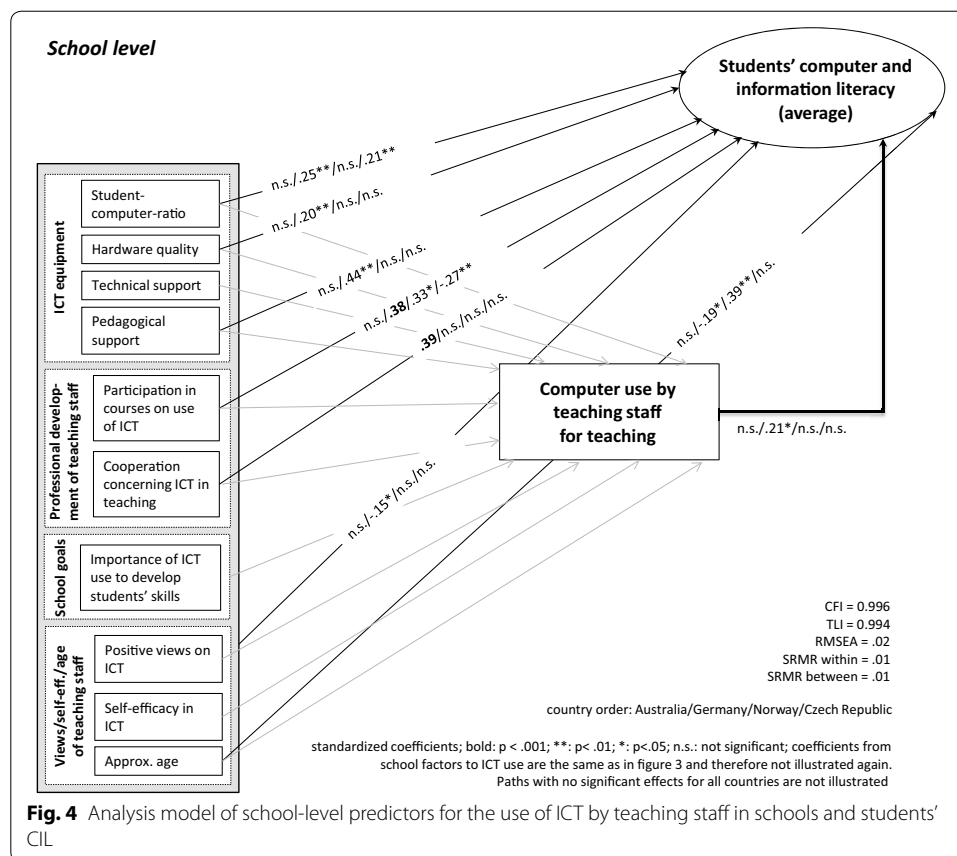 School level
Students' computer and
information literacy
(average)
ICT equipment
Student-
computer-ratio
Hardware quality
Technical support
Pedagogical
support
Professional develop-
ment of teaching staff
Participation in
courses on use of
ICT
Cooperation
concerning ICT in
teaching
School goals
Importance of ICT
use to develop
students' skills
Views/self-eff./age
of teaching staff
Positive views on
ICT
Self-efficacy in
ICT
Approx. age
n.s./.25**/n.s./.21**
n.s./.20**/n.s./n.s.
n.s./.44**/n.s./n.s.
n.s./.38/.33*/-.27**
.39/n.s./n.s./n.s.
n.s./-.15*/n.s./n.s.
n.s./-.19*/.39**/n.s.
Computer use by
teaching staff
for teaching
n.s./.21*/n.s./n.s.
CFI = 0.996
TLI = 0.994
RMSEA = .02
SRMR within = .01
SRMR between = .01
country order: Australia/Germany/Norway/Czech Republic
standardized coefficients; bold: p < .001; **: p< .01; *: p<.05; n.s.: not significant; coefficients from
school factors to ICT use are the same as in figure 3 and therefore not illustrated again.
Paths with no significant effects for all countries are not illustrated
Fig. 4 Analysis model of school-level predictors for the use of ICT by teaching staff in schools and students'
CIL